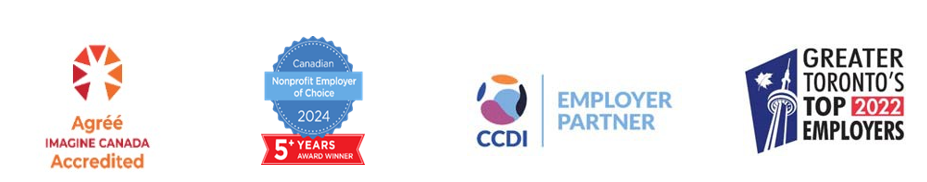 Agréé
IMAGINE CANADA
Accredited
Canadian
Nonprofit Employer
of Choice
2024
5+ YEARS
AWARD WINNER
CCDI
EMPLOYER
PARTNER
GREATER
TORONTO'S
TOP 2022
EMPLOYERS